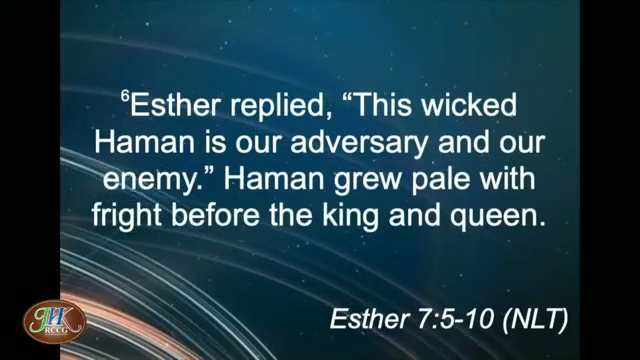 ⁶Esther replied, “This wicked
Haman is our adversary and our
enemy.” Haman grew pale with
fright before the king and queen.
Esther 7:5-10 (NLT)
JHK
RCCG